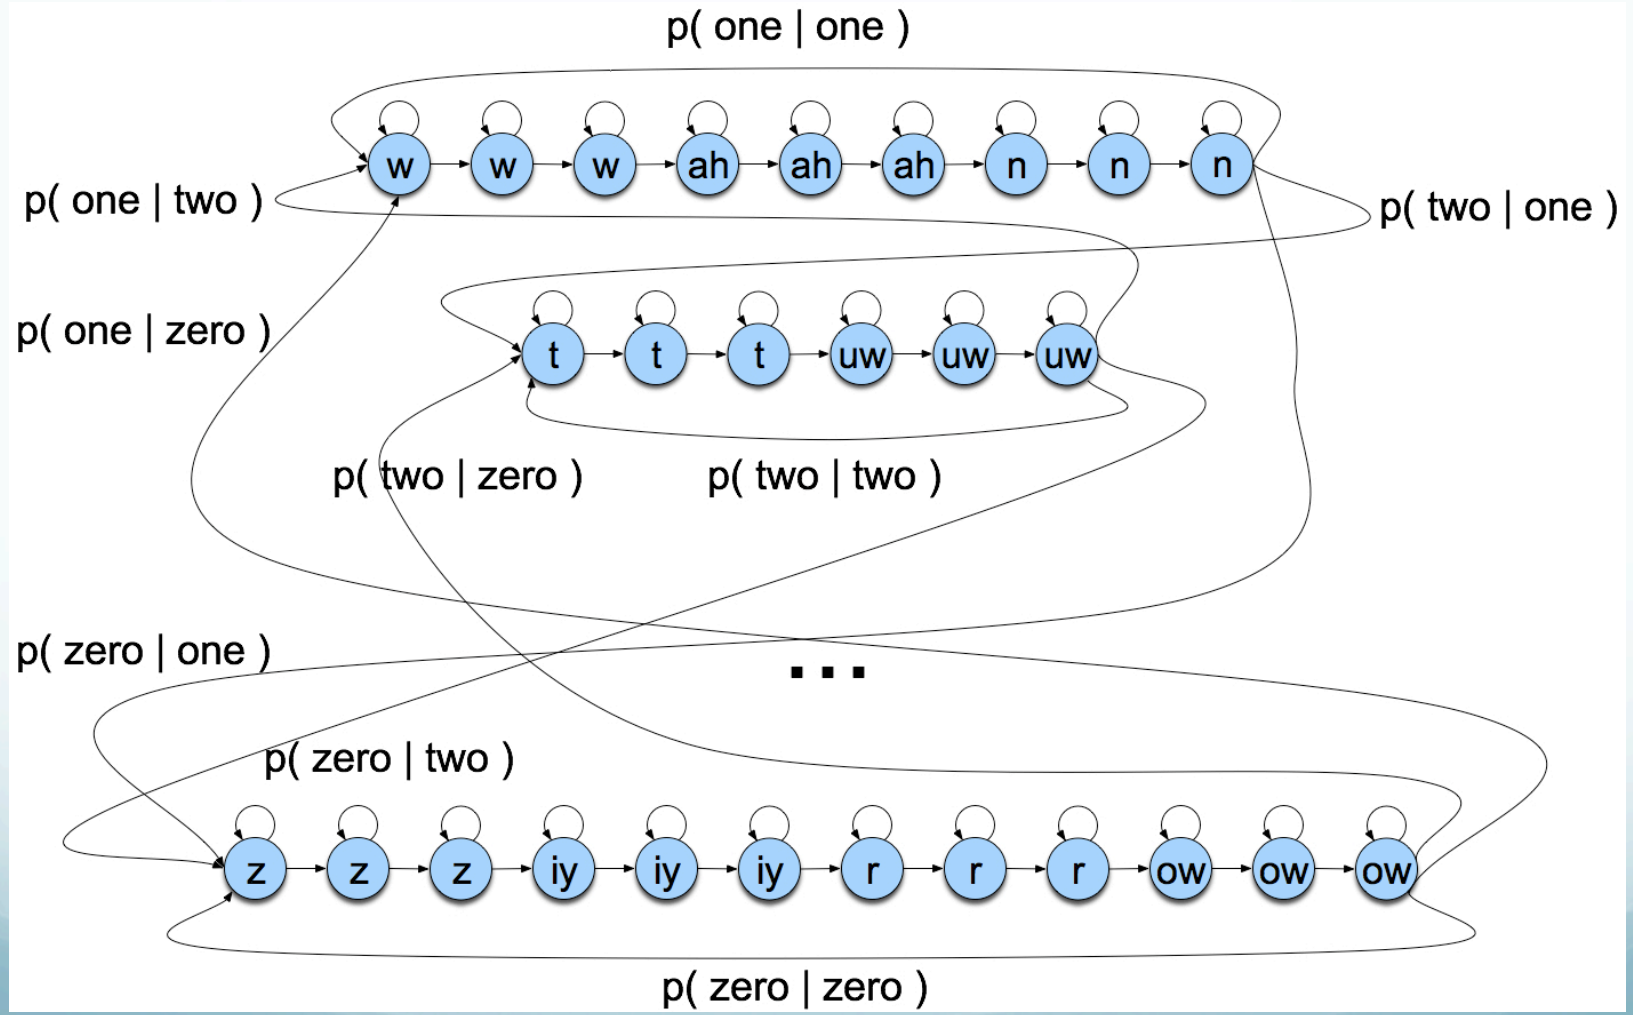 p( one | one )
w w w ah ah ah n n n
p( one | two )
p( two | one )
p( one | zero )
t t t uw uw uw
p( two | zero )
p( two | two )
p( zero | one )
...
p( zero | two )
z z z iy iy iy r r r ow ow ow
p( zero | zero )